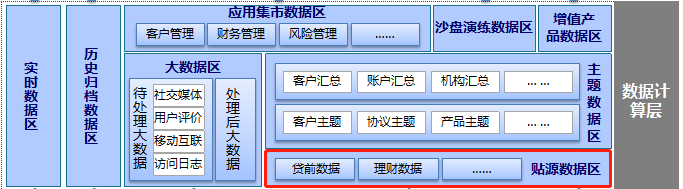 实时数据区
历史归档数据区
应用集市数据区
客户管理
财务管理
风险管理
……
沙盘演练数据区
增值产
品数据区
大数据区
待处理大数据
社交媒体
用户评价
移动互联
访问日志
处理后大数据
客户汇总
账户汇总
机构汇总
... ...
客户主题
协议主题
产品主题
... ...
主题数据区
贷前数据
理财数据
……
贴源数据区
数据计
算层